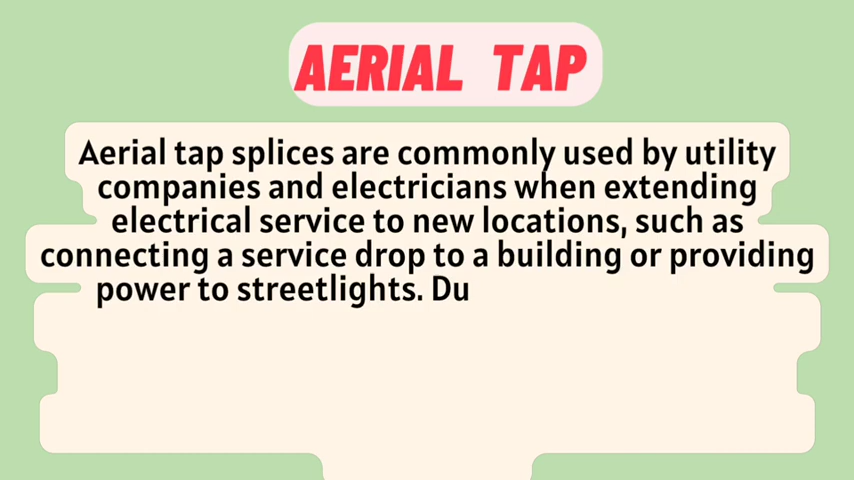 AERIAL TAP
Aerial tap splices are commonly used by utility
companies and electricians when extending
electrical service to new locations, such as
connecting a service drop to a building or providing
power to streetlights. Du